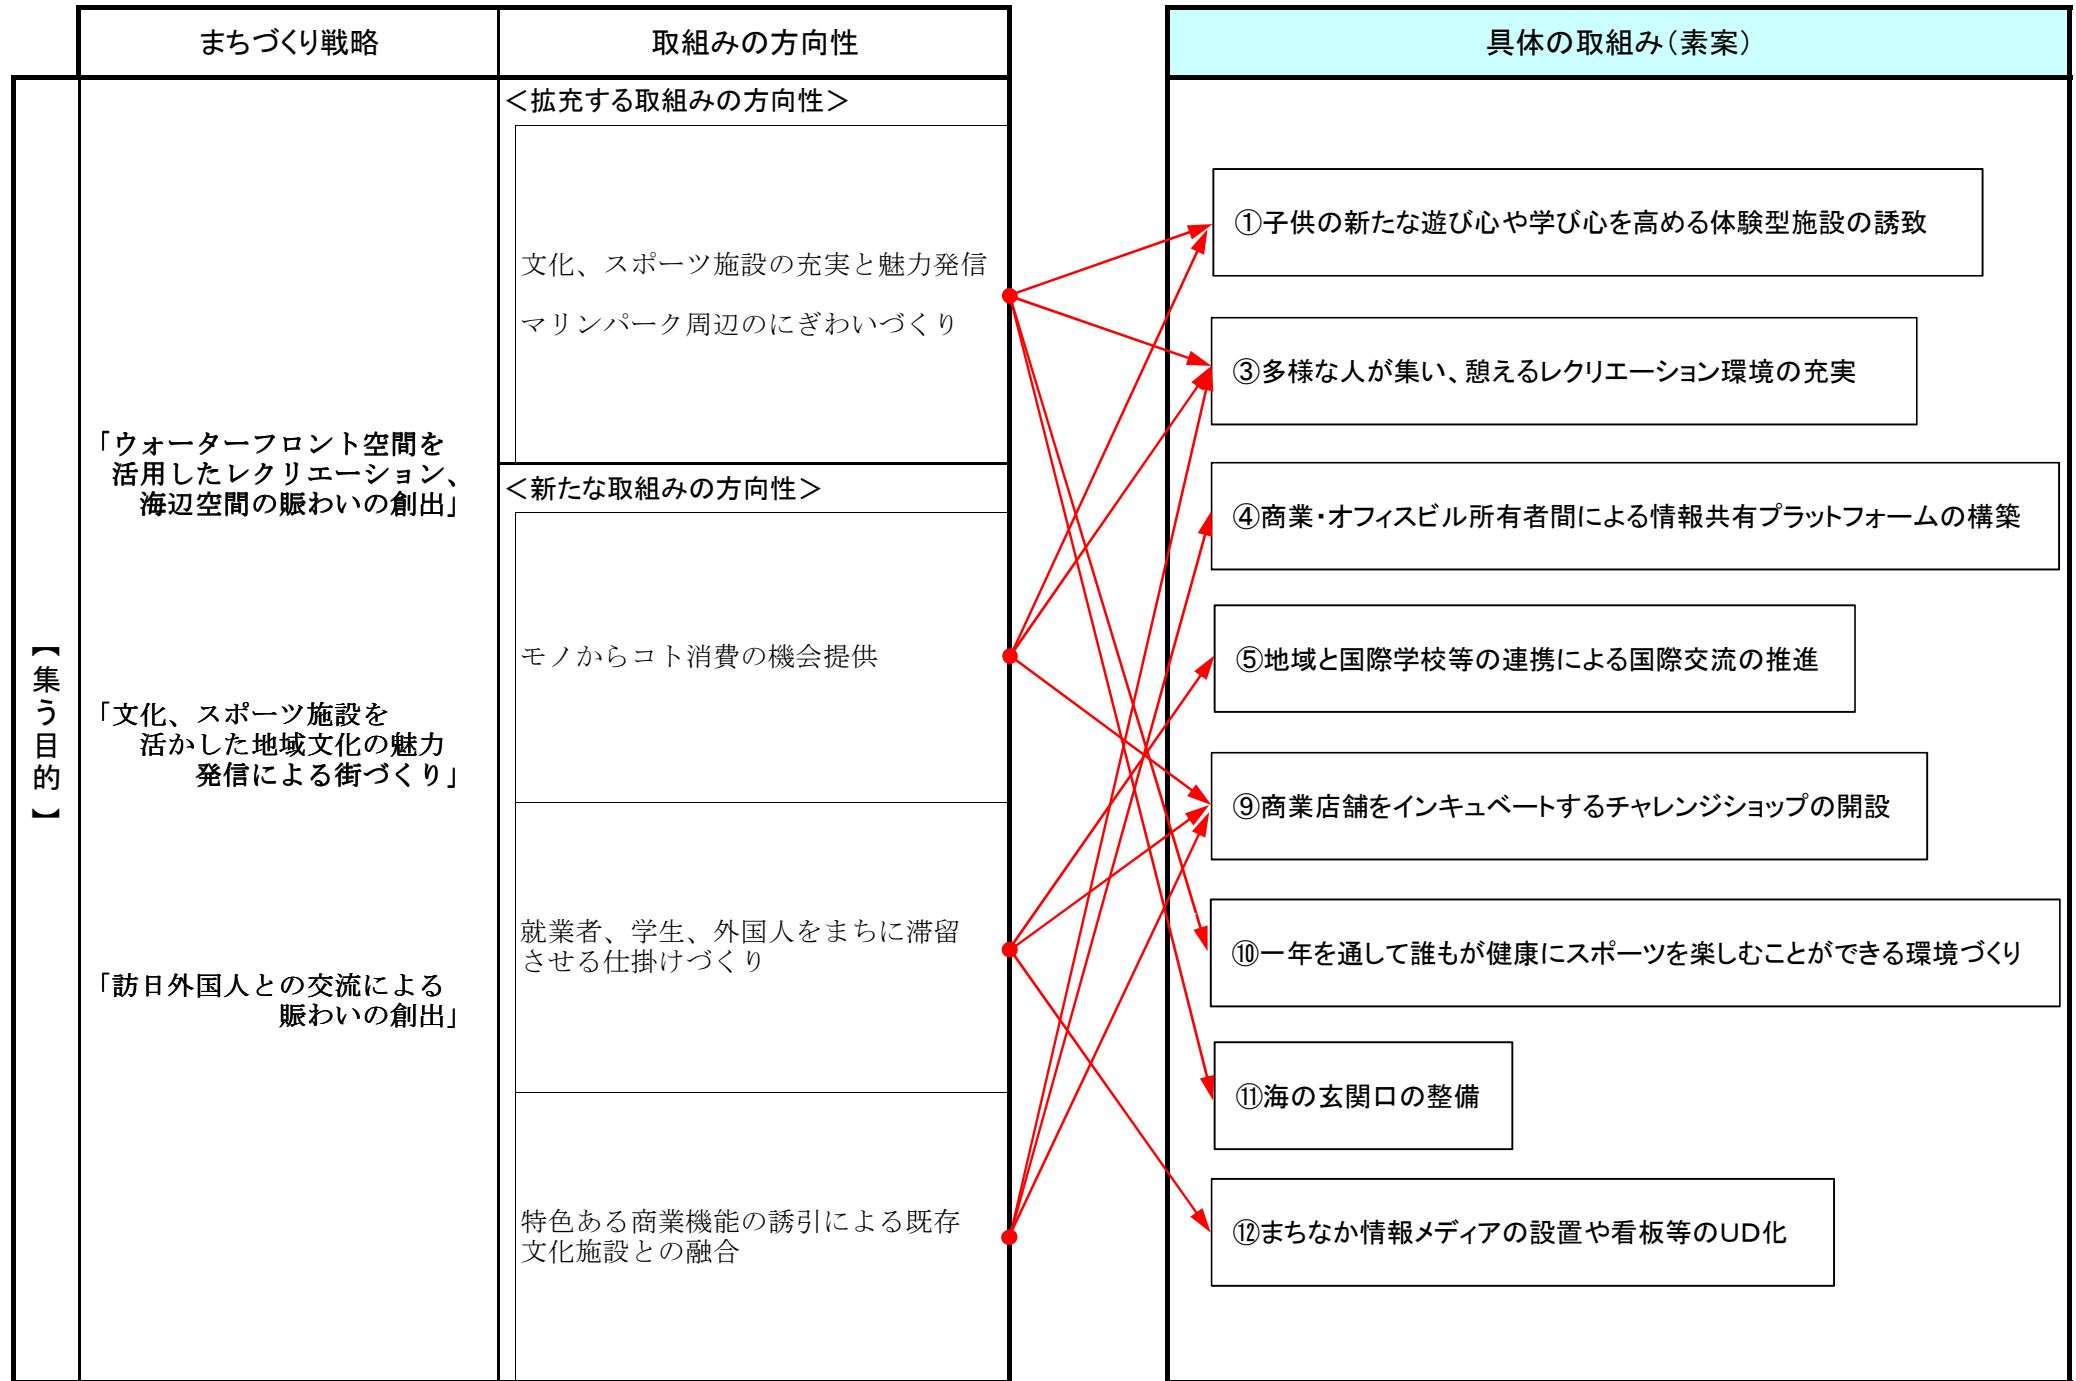 まちづくり戦略
取組みの方向性
具体の取組み（素案）
【集う目的】
「ウォーターフロント空間を
活用したレクリエーション、
海辺空間の賑わいの創出」
「文化、スポーツ施設を
活かした地域文化の魅力
発信による街づくり」
「訪日外国人との交流による
賑わいの創出」
＜拡充する取組みの方向性＞
文化、スポーツ施設の充実と魅力発信
マリンパーク周辺のにぎわいづくり
＜新たな取組みの方向性＞
モノからコト消費の機会提供
就業者、学生、外国人をまちに滞留
させる仕掛けづくり
特色ある商業機能の誘引による既存
文化施設との融合
①子供の新たな遊び心や学び心を高める体験型施設の誘致
③多様な人が集い、憩えるレクリエーション環境の充実
④商業・オフィスビル所有者間による情報共有プラットフォームの構築
⑤地域と国際学校等の連携による国際交流の推進
⑨商業店舗をインキュベートするチャレンジショップの開設
⑩一年を通して誰もが健康にスポーツを楽しむことができる環境づくり
⑪海の玄関口の整備
⑫まちなか情報メディアの設置や看板等のUD化